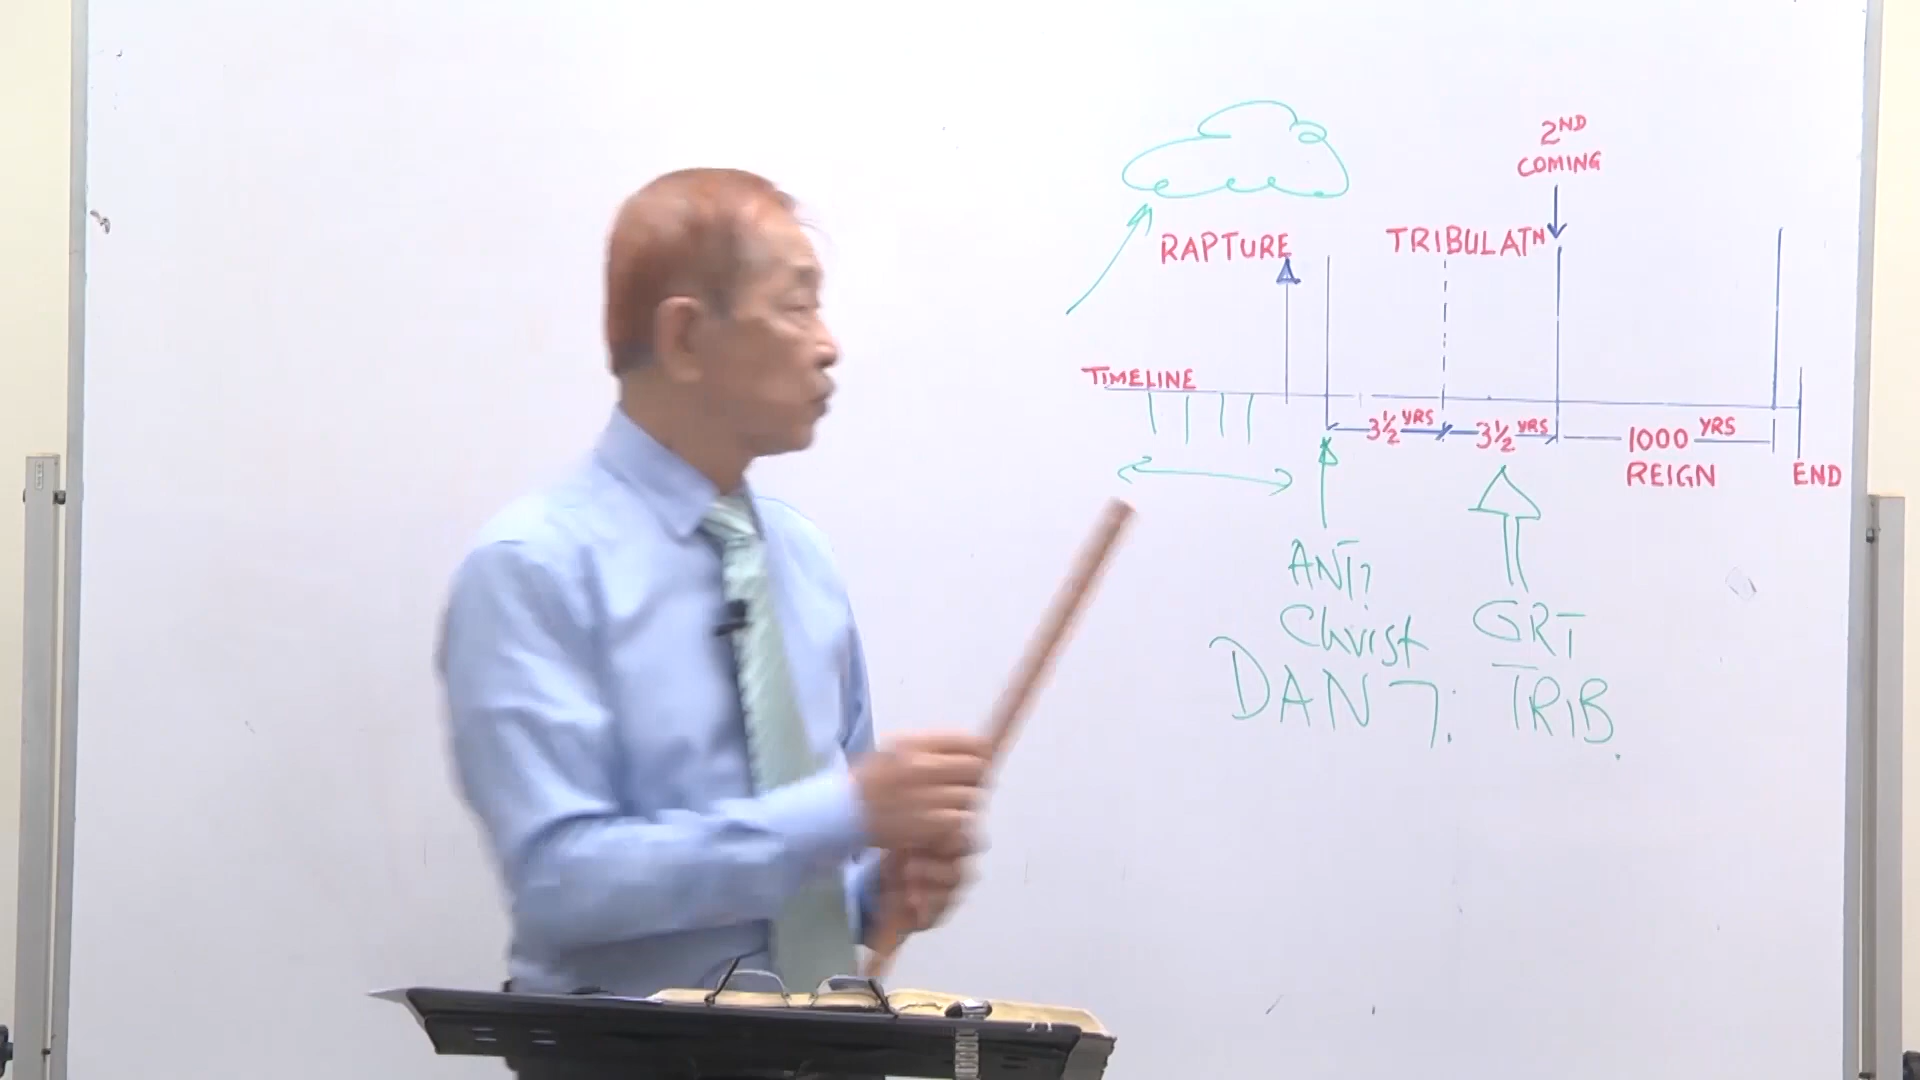 2ND
COMING
RAPTURE
TRIBULATN
TIMELINE
3½ YRS
3½ YRS
1000 YRS
REIGN
END
ANTI
Christ
GRT
TRIB.
DAN 7: